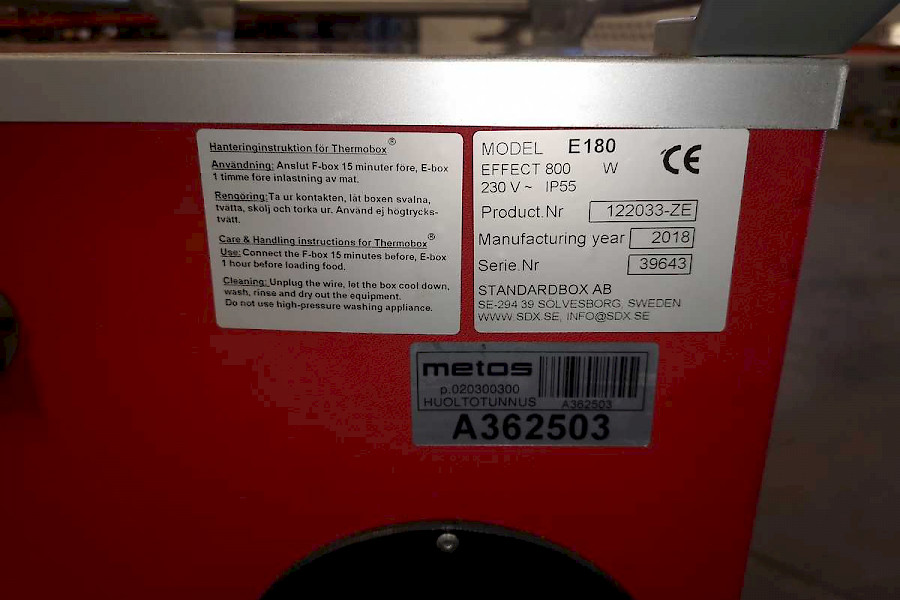 Hanteringinstruktion för Thermobox®
Användning: Anslut F-box 15 minuter före, E-box
1 timme före inlastning av mat.
Rengöring: Ta ur kontakten, låt boxen svalna,
tvätta, skölj och torka ur. Använd ej högtrycks-
tvätt.
Care & Handling instructions for Thermobox®
Use: Connect the F-box 15 minutes before, E-box
1 hour before loading food.
Cleaning: Unplug the wire, lot the box cool down,
wash, rinse and dry out the equipment.
Do not use high-pressure washing appliance.
MODEL E180
EFFECT 800 W
230 V ~ IP55
CE
Product.Nr 122033-ZE
Manufacturing year 2018
Serie.Nr 39643
STANDARDBOX AB
SE-294 39 SÖLVESBORG, SWEDEN
WWW.SDX.SE, INFO@SDX.SE
metos
p.020300300
HUOLTOTUNNUS A362503
A362503